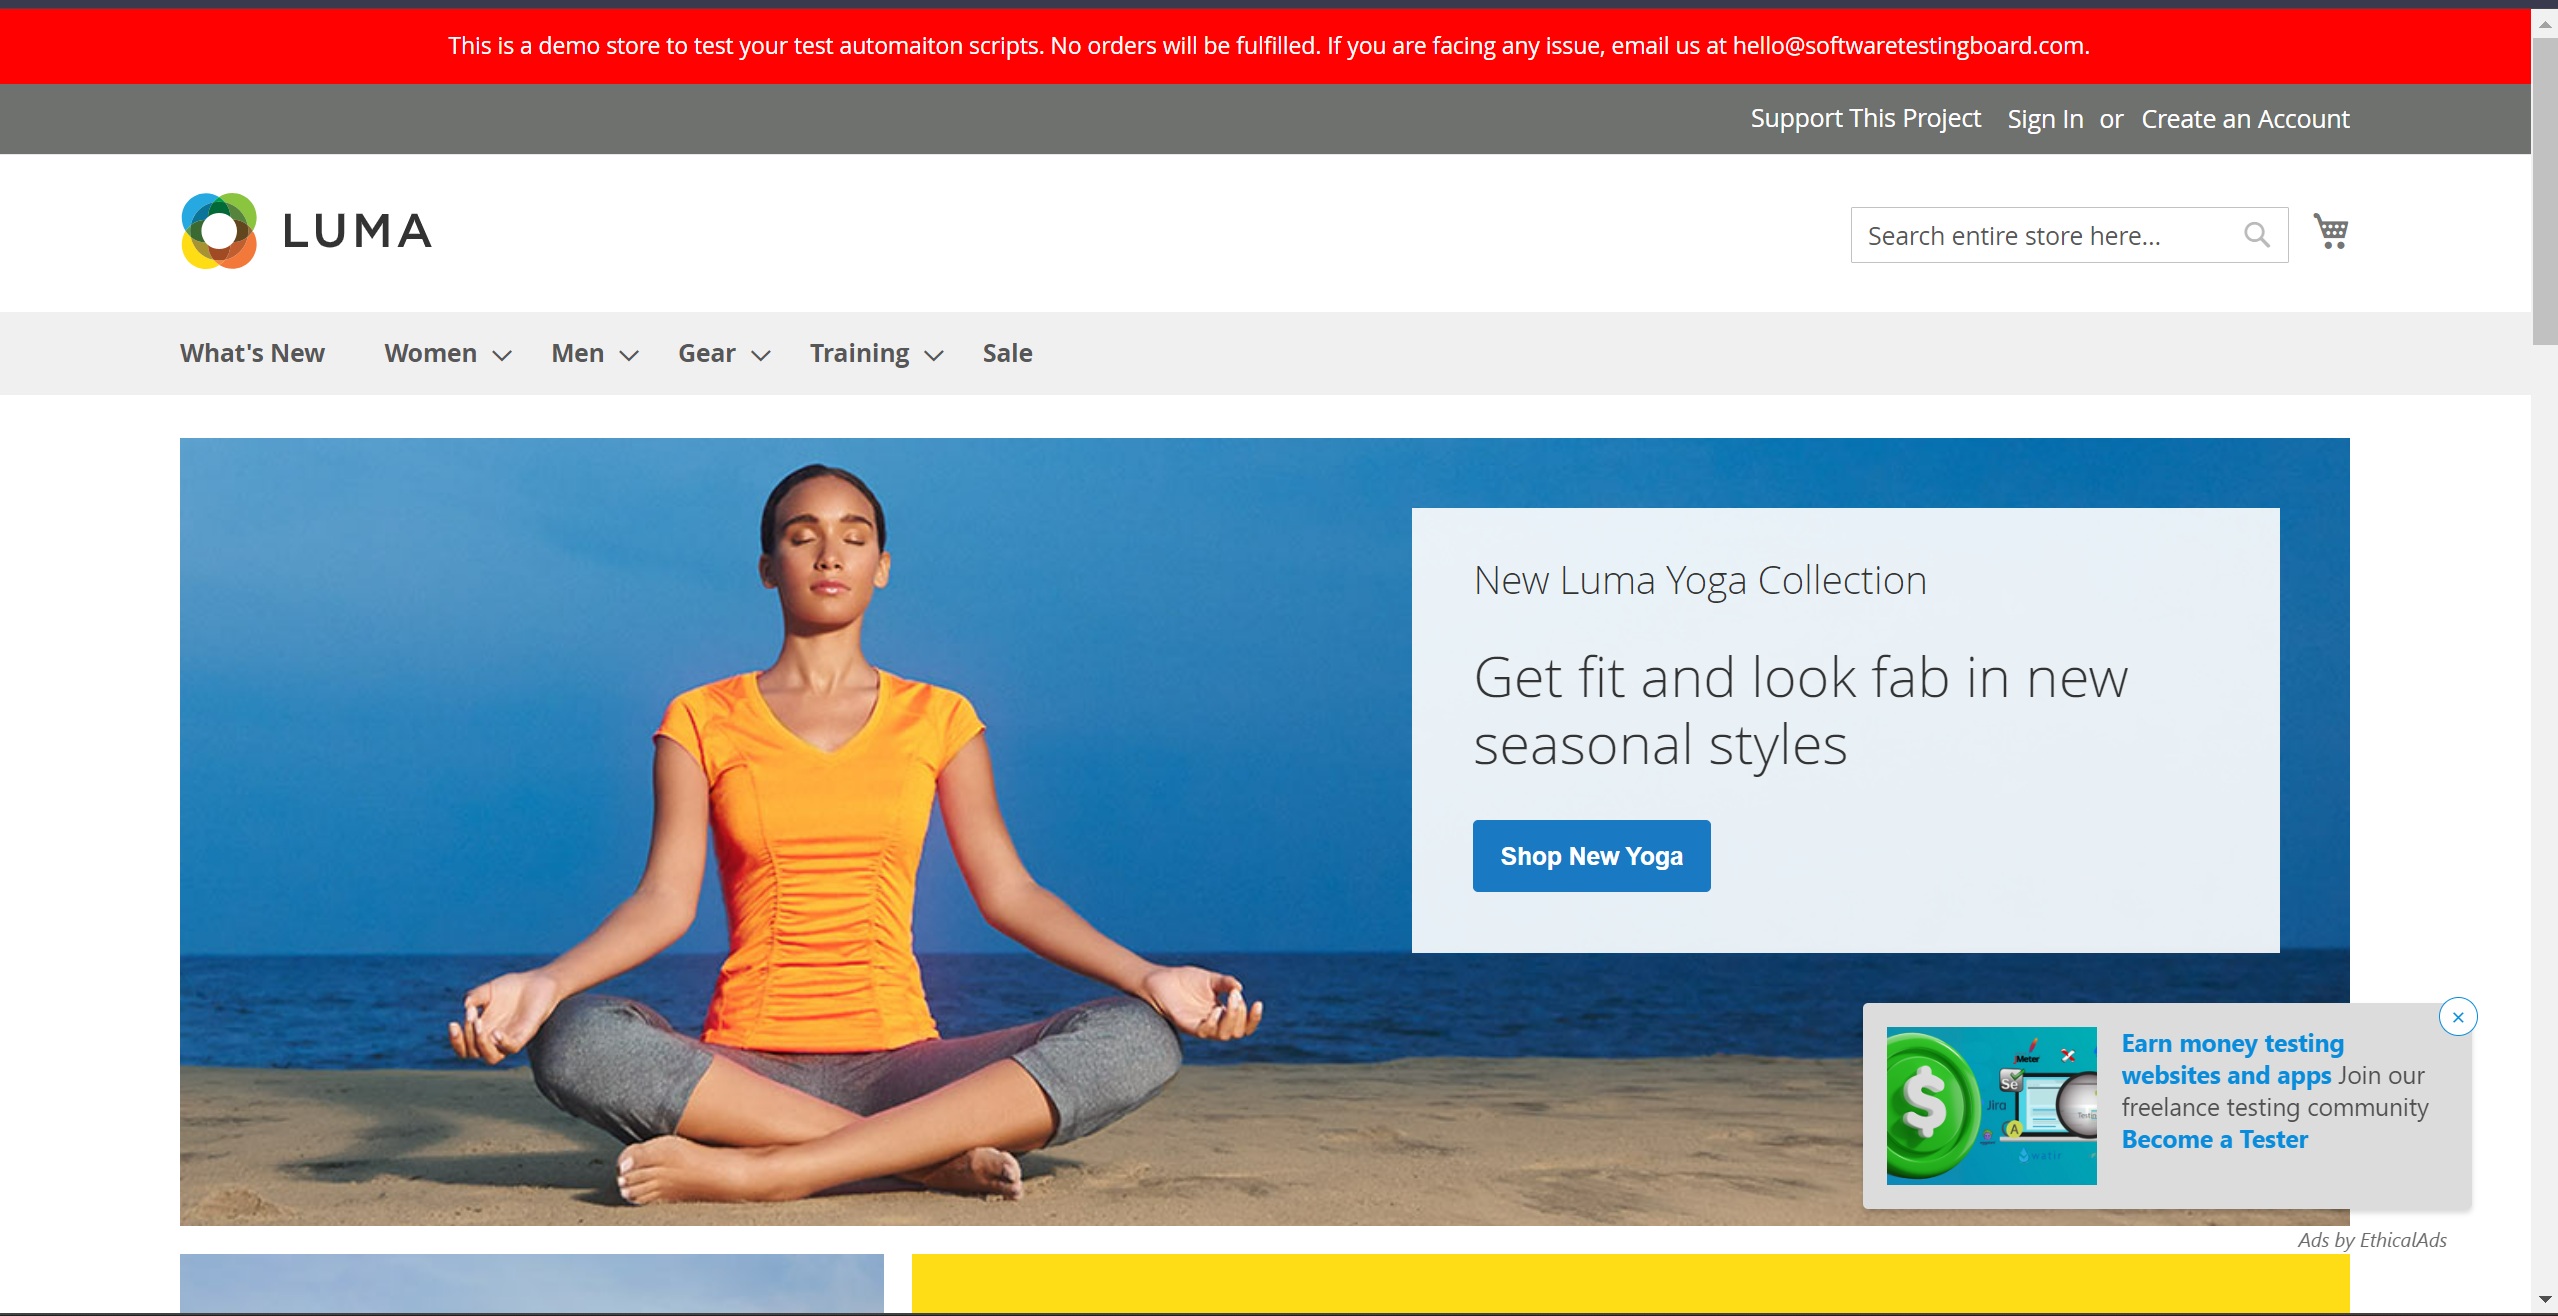 This is a demo store to test your test automaiton scripts. No orders will be fulfilled. If you are facing any issue, email us at hello@softwaretestingboard.com.
Support This Project Sign In or Create an Account
LUMA
Search entire store here...
What's New Women Men Gear Training Sale
New Luma Yoga Collection
Get fit and look fab in new
seasonal styles
Shop New Yoga
Earn money testing
websites and apps Join our
freelance testing community
Become a Tester
Meter
Se
Jira
A
watir
$
Ads by EthicalAds